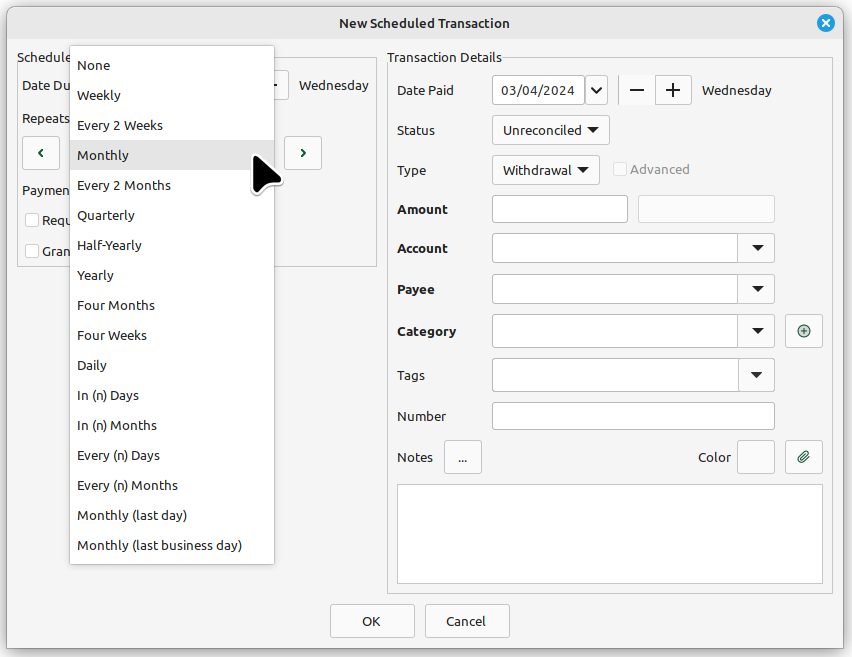 New Scheduled Transaction
Schedule
Date Du
Wednesday
Repeats
Paymen
Requ
Gran
None
Weekly
Every 2 Weeks
Monthly
Every 2 Months
Quarterly
Half-Yearly
Yearly
Four Months
Four Weeks
Daily
In (n) Days
In (n) Months
Every (n) Days
Every (n) Months
Monthly (last day)
Monthly (last business day)
Transaction Details
Date Paid 03/04/2024 Wednesday
Status Unreconciled
Type Withdrawal Advanced
Amount
Account
Payee
Category
Tags
Number
Notes ... Color
OK Cancel